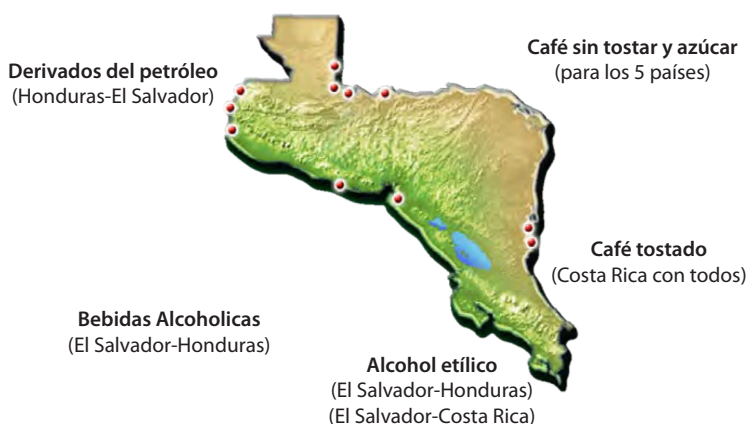 Café sin tostar y azúcar
(para los 5 países)
Derivados del petróleo
(Honduras-El Salvador)
Café tostado
(Costa Rica con todos)
Bebidas Alcoholicas
(El Salvador-Honduras)
Alcohol etílico
(El Salvador-Honduras)
(El Salvador-Costa Rica)